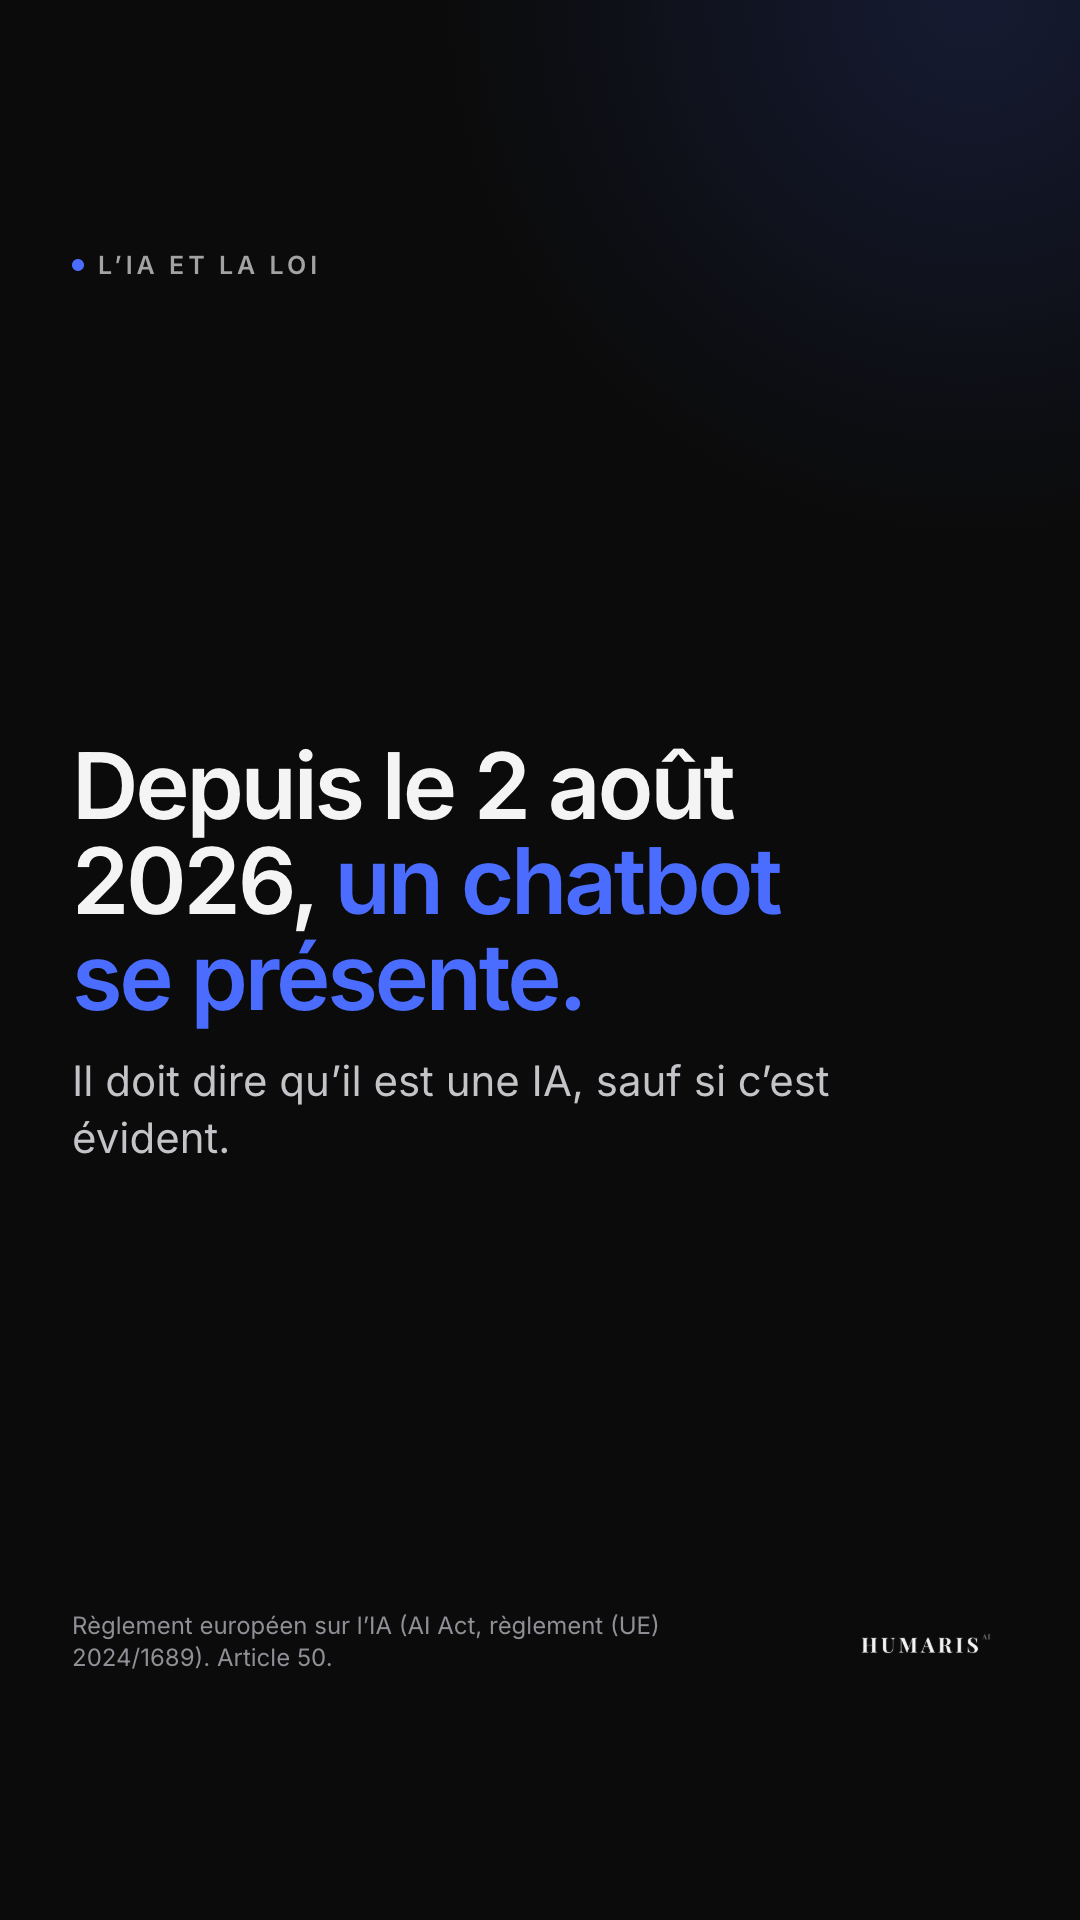 L’IA ET LA LOI
Depuis le 2 août
2026, un chatbot
se présente.
Il doit dire qu’il est une IA, sauf si c’est
évident.
Règlement européen sur l’IA (AI Act, règlement (UE)
2024/1689). Article 50.
HUMARIS AI